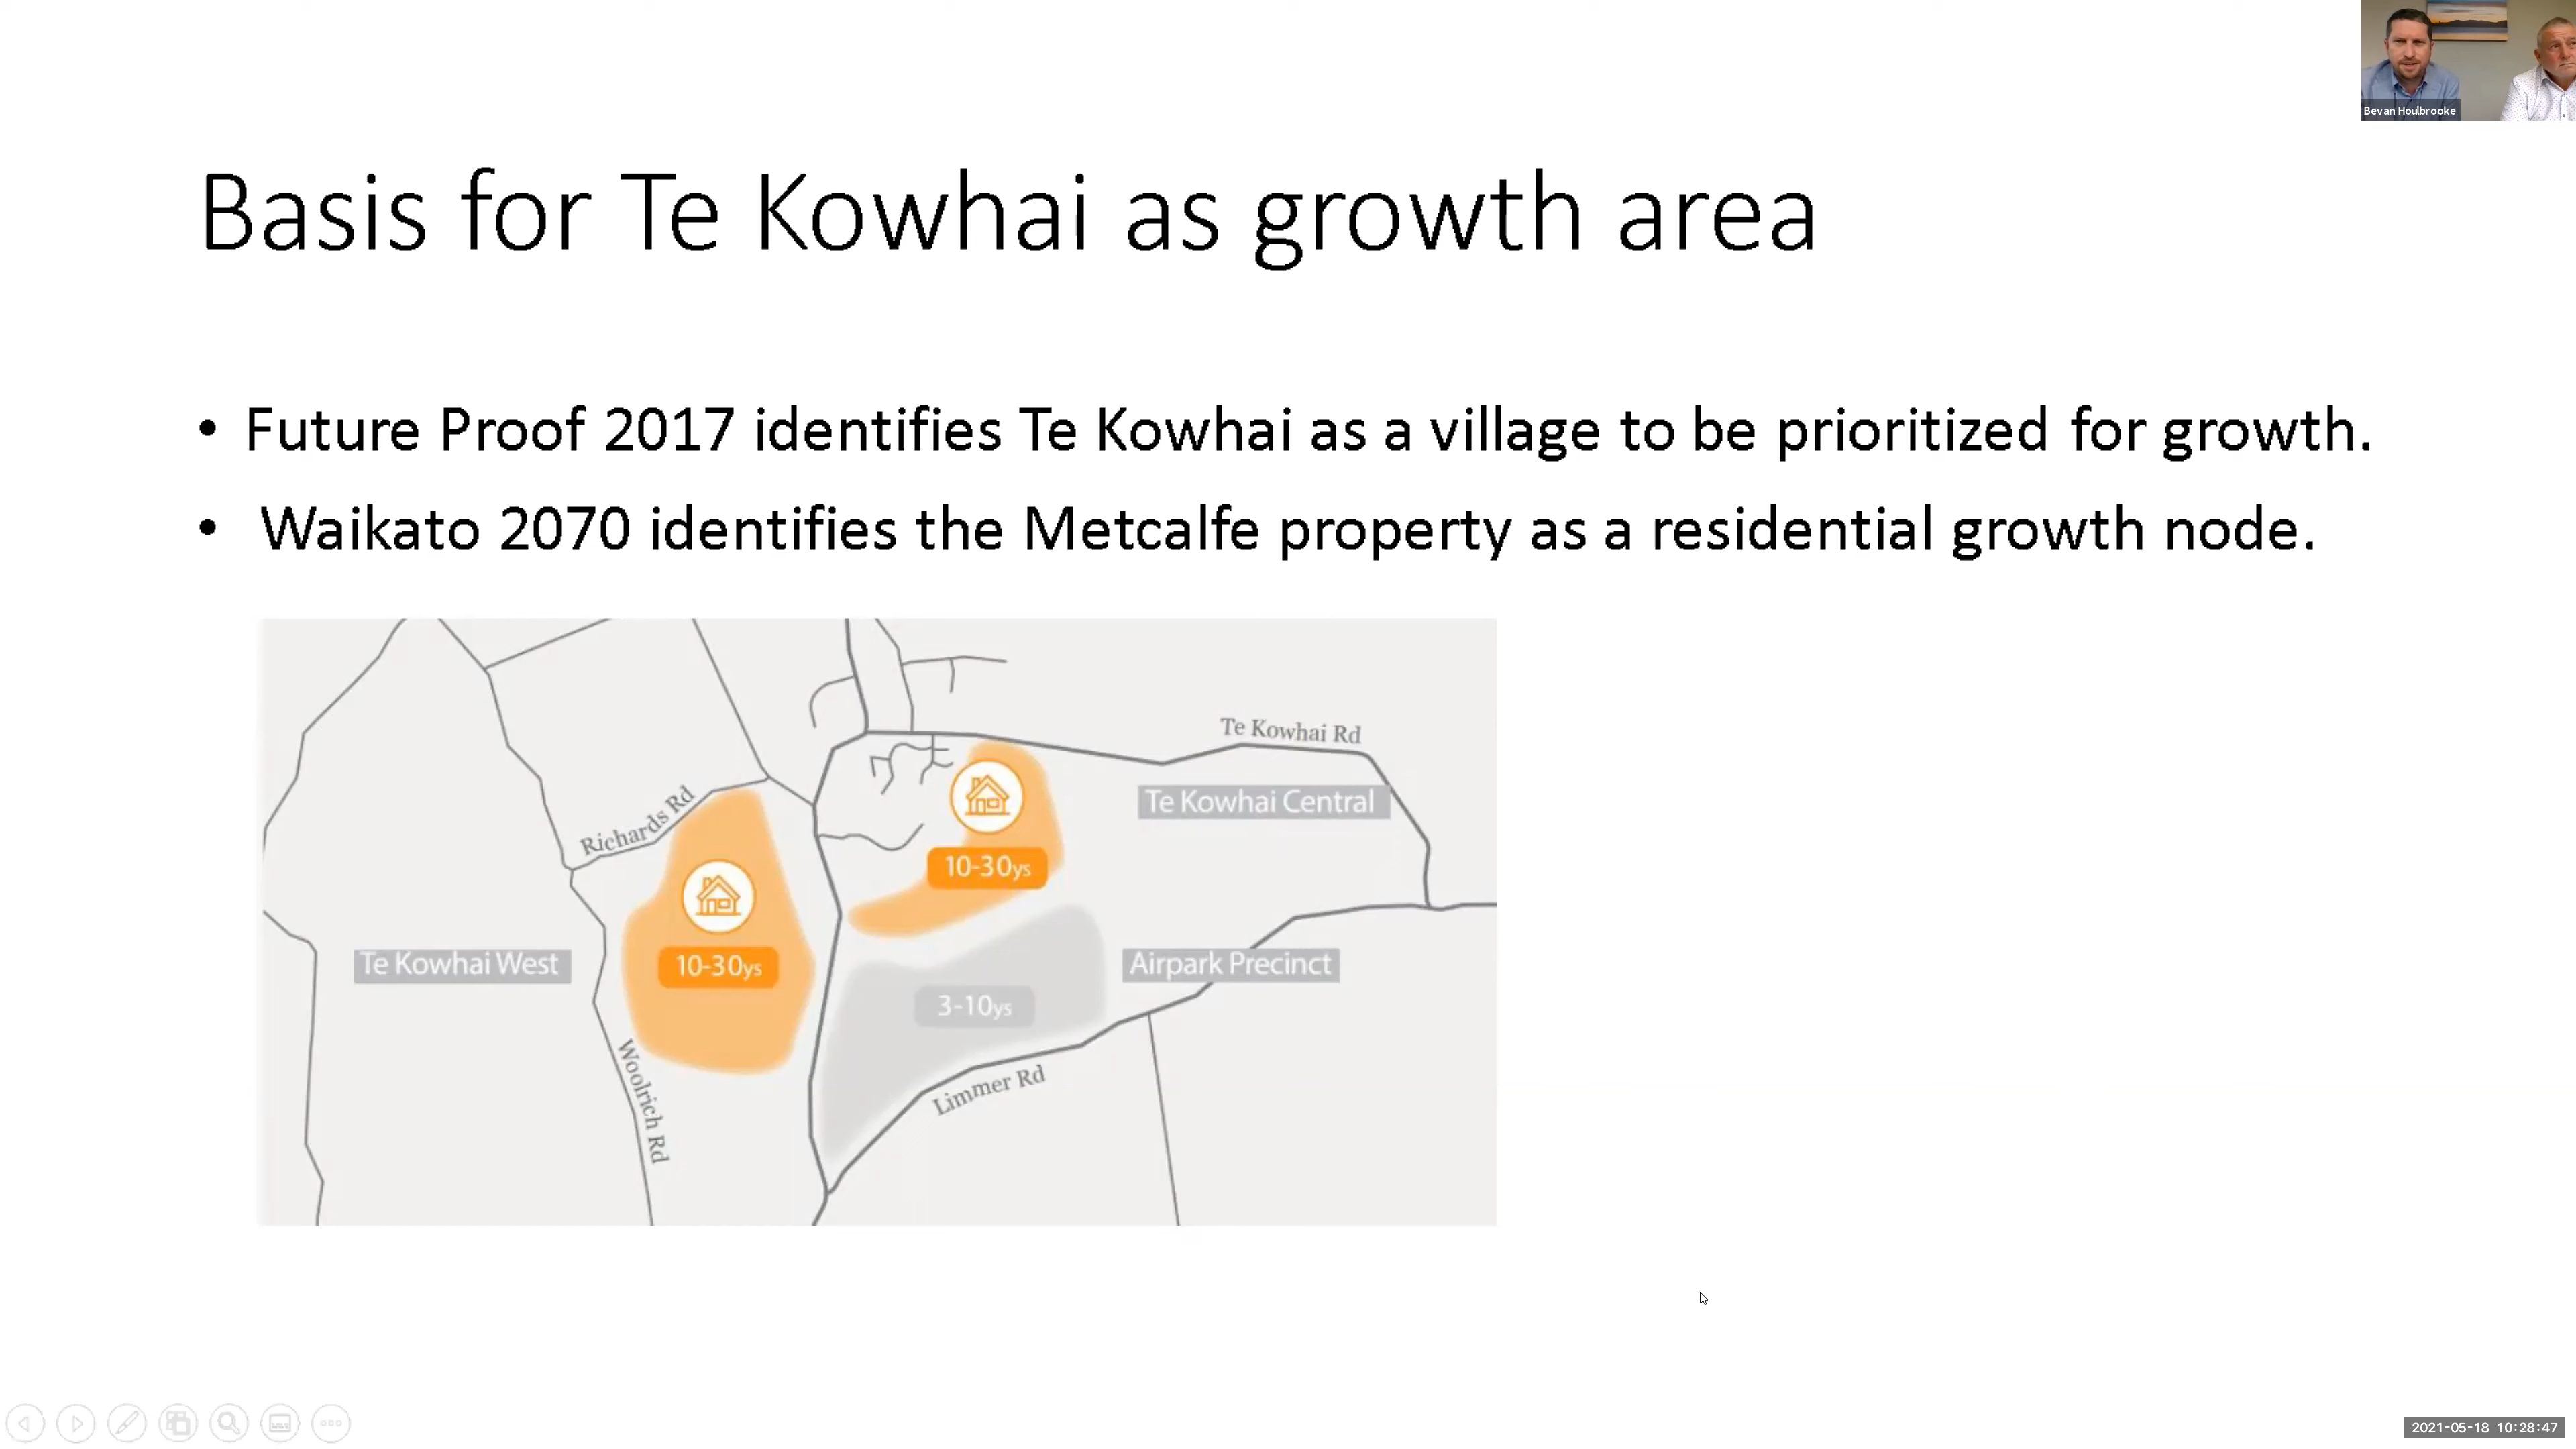 Bevan Houlbrooke
Basis for Te Kowhai as growth area
• Future Proof 2017 identifies Te Kowhai as a village to be prioritized for growth.
• Waikato 2070 identifies the Metcalfe property as a residential growth node.
Te Kowhai Rd
Te Kowhai Central
Richards Rd
10-30ys
Te Kowhai West
10-30ys
Airpark Precinct
3-10ys
Woolrich Rd
Limmer Rd
2021-05-18 10:28:47